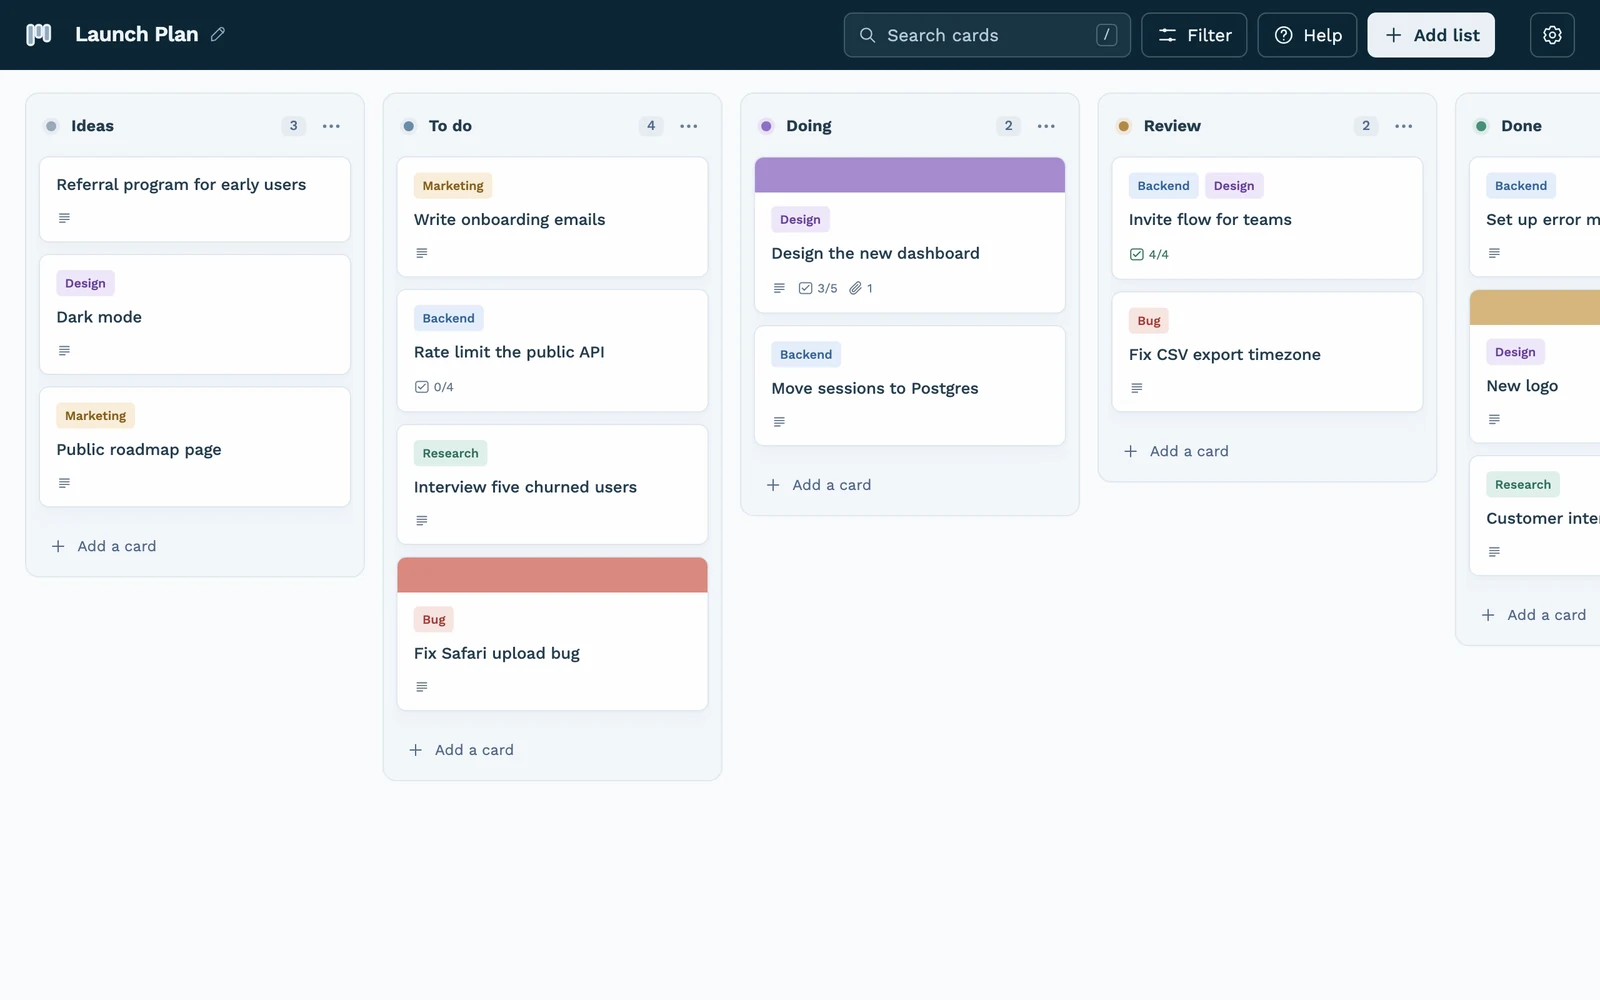 Launch Plan
Search cards /
Filter
Help
Add list
Ideas 3
Referral program for early users
Design
Dark mode
Marketing
Public roadmap page
Add a card
To do 4
Marketing
Write onboarding emails
Backend
Rate limit the public API
0/4
Research
Interview five churned users
Bug
Fix Safari upload bug
Add a card
Doing 2
Design
Design the new dashboard
3/5 1
Backend
Move sessions to Postgres
Add a card
Review 2
Backend Design
Invite flow for teams
4/4
Bug
Fix CSV export timezone
Add a card
Done
Backend
Set up error
Design
New logo
Research
Customer
Add a card